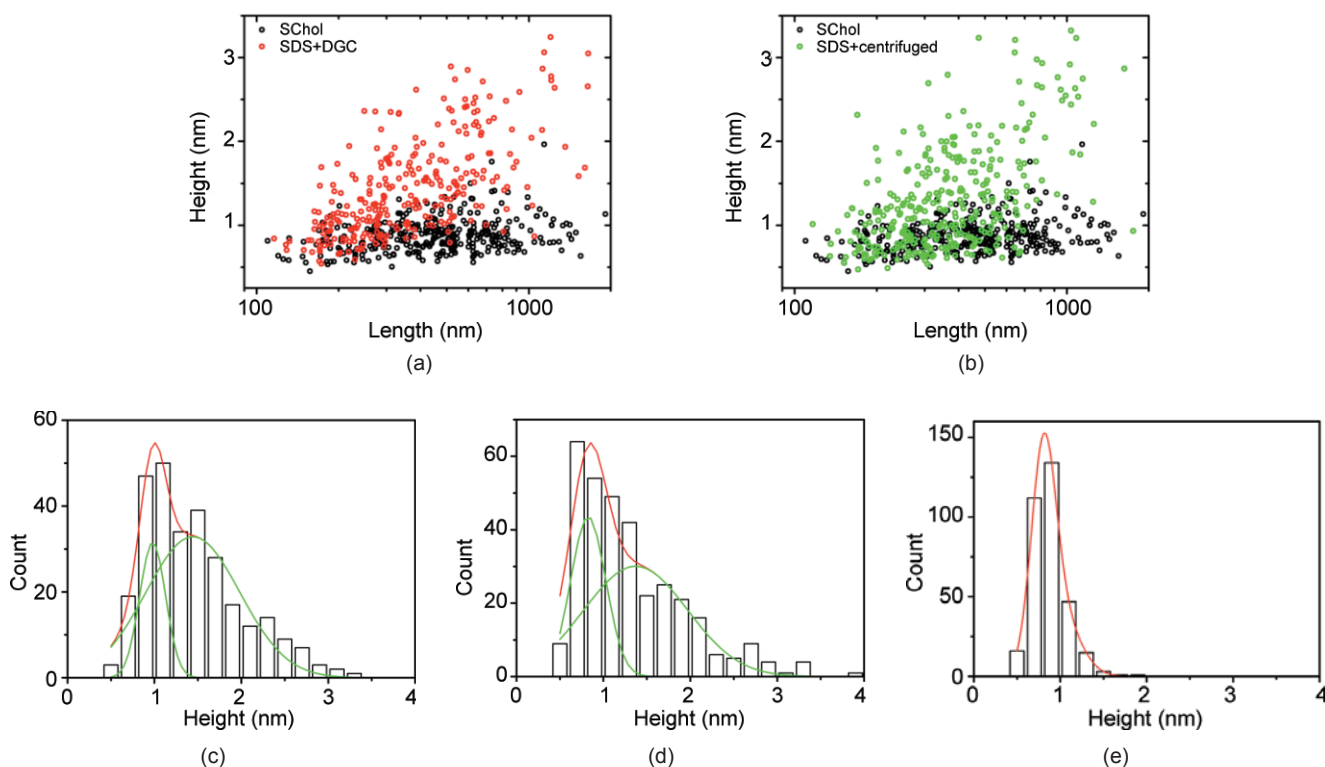 SChol
SDS+DGC
3
2
1
Height (nm)
100
1000
Length (nm)
(a)
SChol
SDS+centrifuged
3
2
1
Height (nm)
100
1000
Length (nm)
(b)
60
40
20
0
Count
0 1 2 3 4
Height (nm)
(c)
60
40
20
0
Count
0 1 2 3 4
Height (nm)
(d)
150
100
50
0
Count
0 1 2 3 4
Height (nm)
(e)